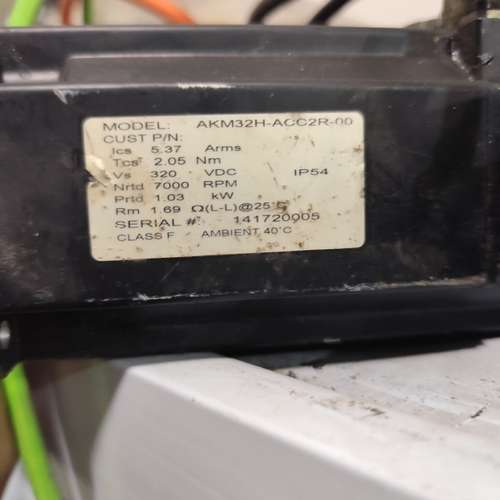 MODEL: AKM32H-ACC2R-00
CUST P/N:
Ics 5.37 Arms
Tcs 2.05 Nm
Vs 320 VDC IP54
Nrtd 7000 RPM
Prtd 1.03 kW
Rm 1.69 Ω(L-L)@25°C
SERIAL #: 141720005
CLASS F AMBIENT 40°C